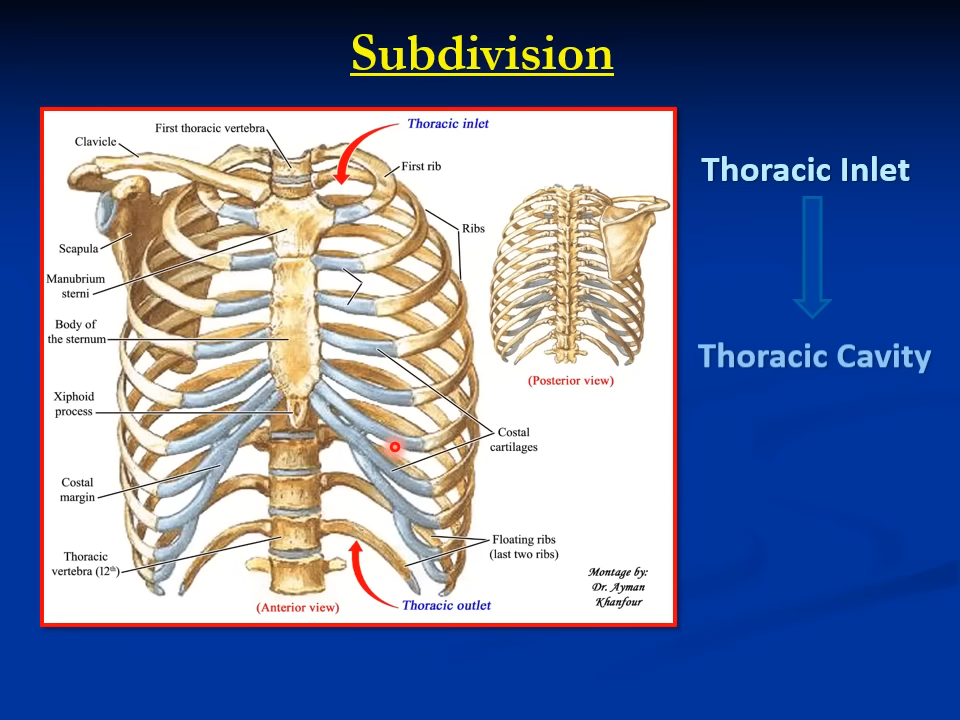 Subdivision
First thoracic vertebra
Thoracic inlet
Clavicle
First rib
Ribs
Scapula
Manubrium
sterni
Body of
the sternum
Xiphoid
process
(Posterior view)
Costal
cartilages
Costal
margin
Floating ribs
(last two ribs)
Thoracic
vertebra (12th)
Montage by:
Dr. Ayman
Khanfour
(Anterior view)
Thoracic outlet
Thoracic Inlet
Thoracic Cavity